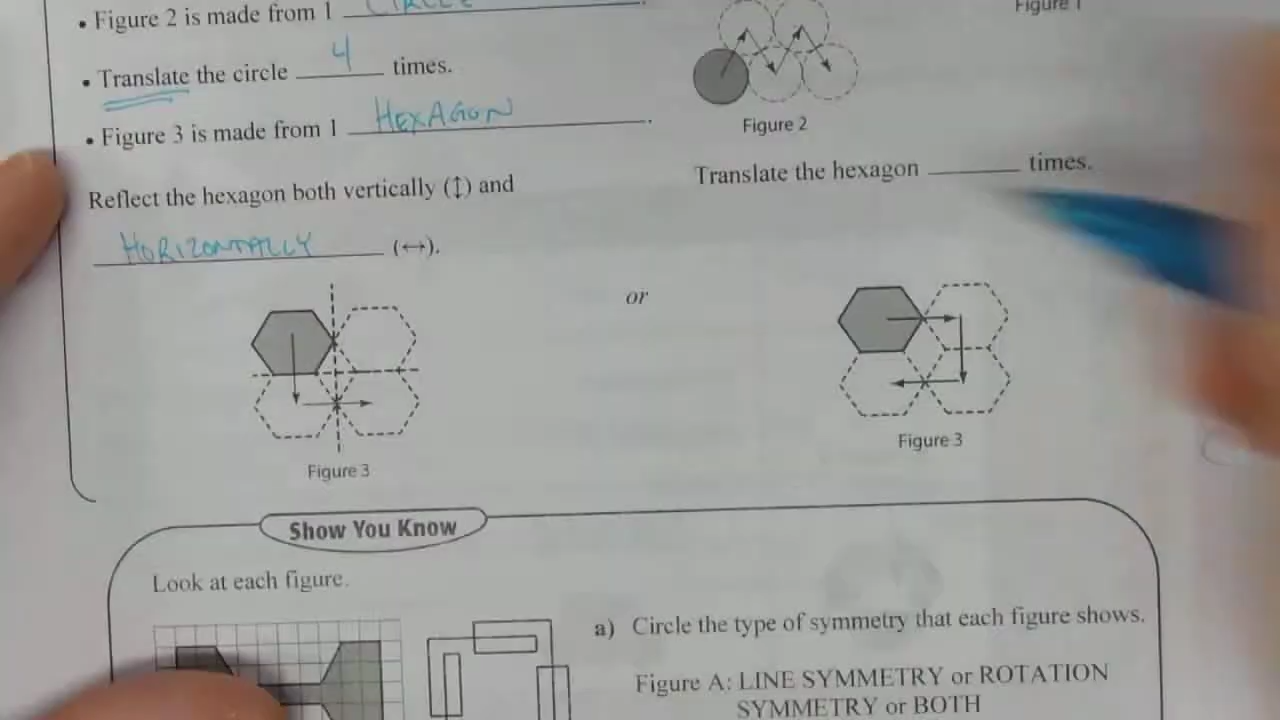 • Figure 2 is made from 1 CIRCLE.
Figure 1
• Translate the circle 4 times.
• Figure 3 is made from 1 HEXAGON.
Figure 2
Reflect the hexagon both vertically (↕) and
HORIZONTALLY (↔).
Translate the hexagon ______ times.
or
Figure 3
Figure 3
Show You Know
Look at each figure.
a) Circle the type of symmetry that each figure shows.
Figure A: LINE SYMMETRY or ROTATION
SYMMETRY or BOTH